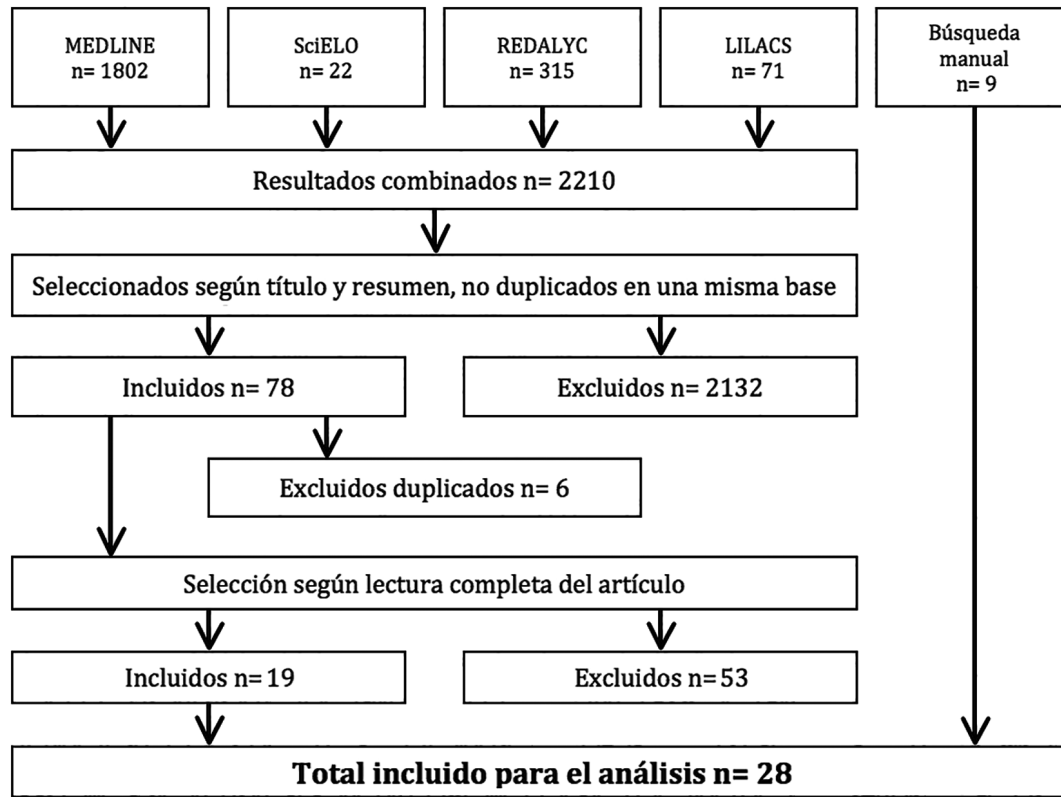 MEDLINE
n= 1802
SciELO
n= 22
REDALYC
n= 315
LILACS
n= 71
Búsqueda
manual
n= 9
Resultados combinados n= 2210
Seleccionados según título y resumen, no duplicados en una misma base
Incluidos n= 78
Excluidos n= 2132
Excluidos duplicados n= 6
Selección según lectura completa del artículo
Incluidos n= 19
Excluidos n= 53
Total incluido para el análisis n= 28